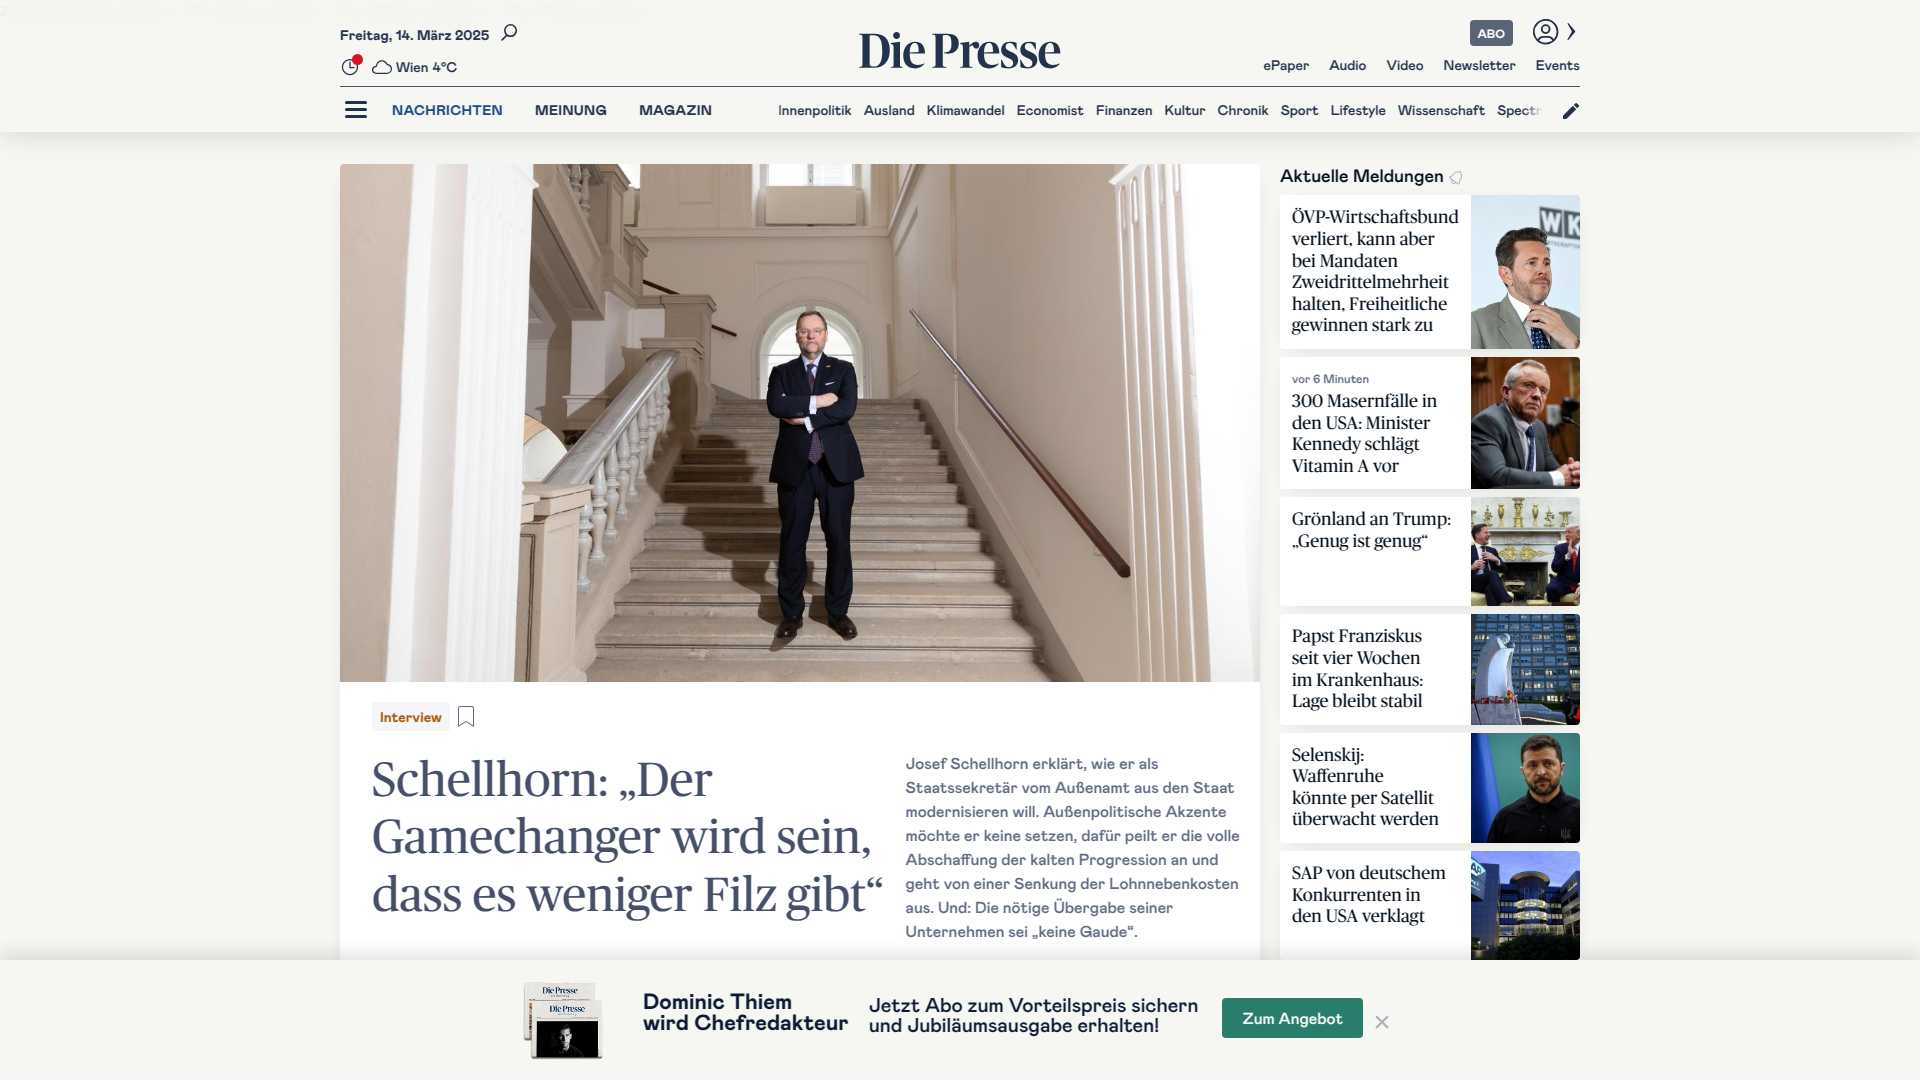 Freitag, 14. März 2025
Wien 4°C
Die Presse
ABO
ePaper Audio Video Newsletter Events
NACHRICHTEN MEINUNG MAGAZIN
Innenpolitik Ausland Klimawandel Economist Finanzen Kultur Chronik Sport Lifestyle Wissenschaft Spectr
Interview
Schellhorn: „Der
Gamechanger wird sein,
dass es weniger Filz gibt“
Josef Schellhorn erklärt, wie er als
Staatssekretär vom Außenamt aus den Staat
modernisieren will. Außenpolitische Akzente
möchte er keine setzen, dafür peilt er die volle
Abschaffung der kalten Progression an und
geht von einer Senkung der Lohnnebenkosten
aus. Und: Die nötige Übergabe seiner
Unternehmen sei „keine Gaude“.
Aktuelle Meldungen
ÖVP-Wirtschaftsbund
verliert, kann aber
bei Mandaten
Zweidrittelmehrheit
halten, Freiheitliche
gewinnen stark zu
WK
vor 6 Minuten
300 Masernfälle in
den USA: Minister
Kennedy schlägt
Vitamin A vor
Grönland an Trump:
„Genug ist genug“
Papst Franziskus
seit vier Wochen
im Krankenhaus:
Lage bleibt stabil
Selenskij:
Waffenruhe
könnte per Satellit
überwacht werden
SAP von deutschem
Konkurrenten in
den USA verklagt
Die Presse
Die Presse
Dominic Thiem
wird Chefredakteur
Jetzt Abo zum Vorteilspreis sichern
und Jubiläumsausgabe erhalten!
Zum Angebot